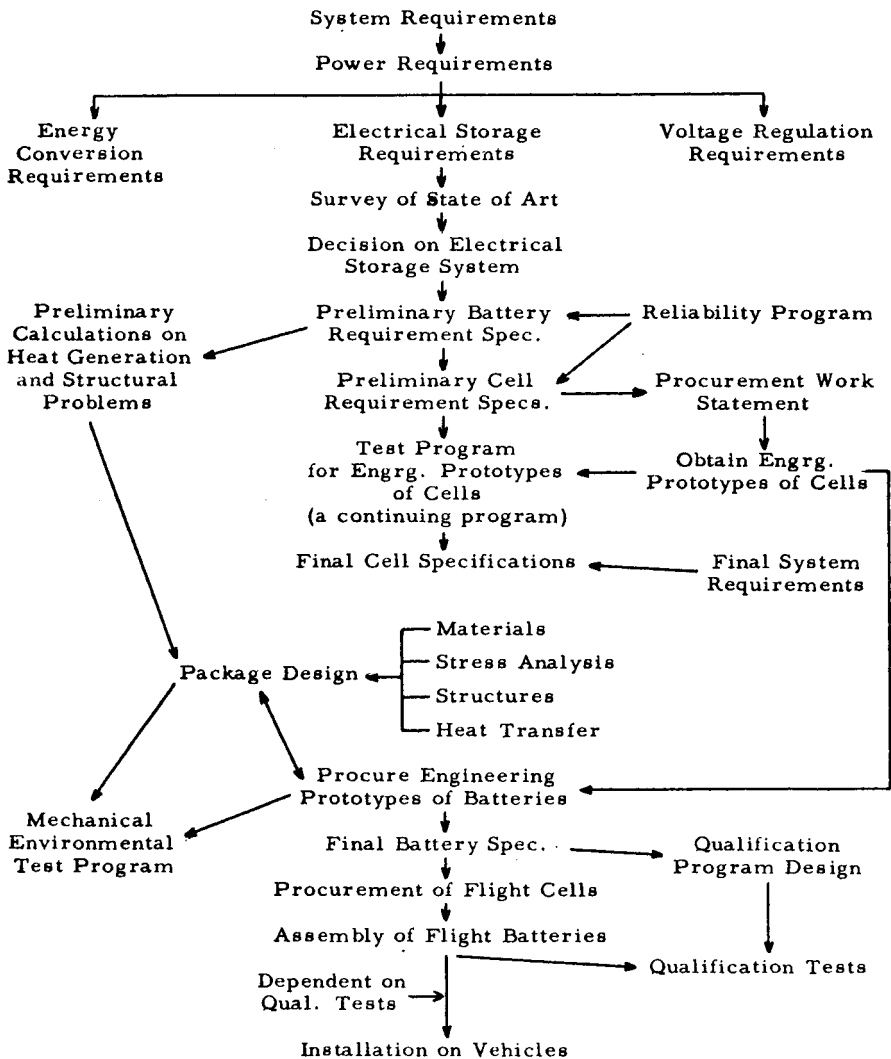 System Requirements
Power Requirements
Energy
Conversion
Requirements
Electrical Storage
Requirements
Voltage Regulation
Requirements
Survey of State of Art
Decision on Electrical
Storage System
Preliminary
Calculations on
Heat Generation
and Structural
Problems
Preliminary Battery
Requirement Spec.
Reliability Program
Preliminary Cell
Requirement Specs.
Procurement Work
Statement
Test Program
for Engrg. Prototypes
of Cells
(a continuing program)
Obtain Engrg.
Prototypes of Cells
Final Cell Specifications
Final System
Requirements
Package Design
Materials
Stress Analysis
Structures
Heat Transfer
Procure Engineering
Prototypes of Batteries
Mechanical
Environmental
Test Program
Final Battery Spec.
Qualification
Program Design
Procurement of Flight Cells
Assembly of Flight Batteries
Qualification Tests
Dependent on
Qual. Tests
Installation on Vehicles